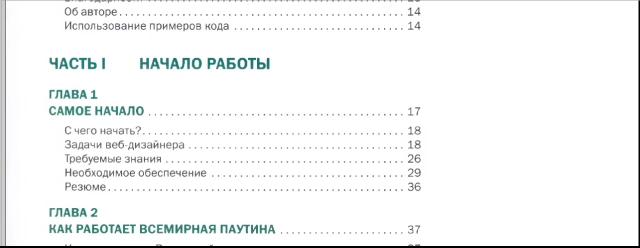 Об авторе 14
Использование примеров кода 14
ЧАСТЬ I НАЧАЛО РАБОТЫ
ГЛАВА 1
САМОЕ НАЧАЛО 17
С чего начать? 18
Задачи веб-дизайнера 18
Требуемые знания 26
Необходимое обеспечение 29
Резюме 36
ГЛАВА 2
КАК РАБОТАЕТ ВСЕМИРНАЯ ПАУТИНА 37